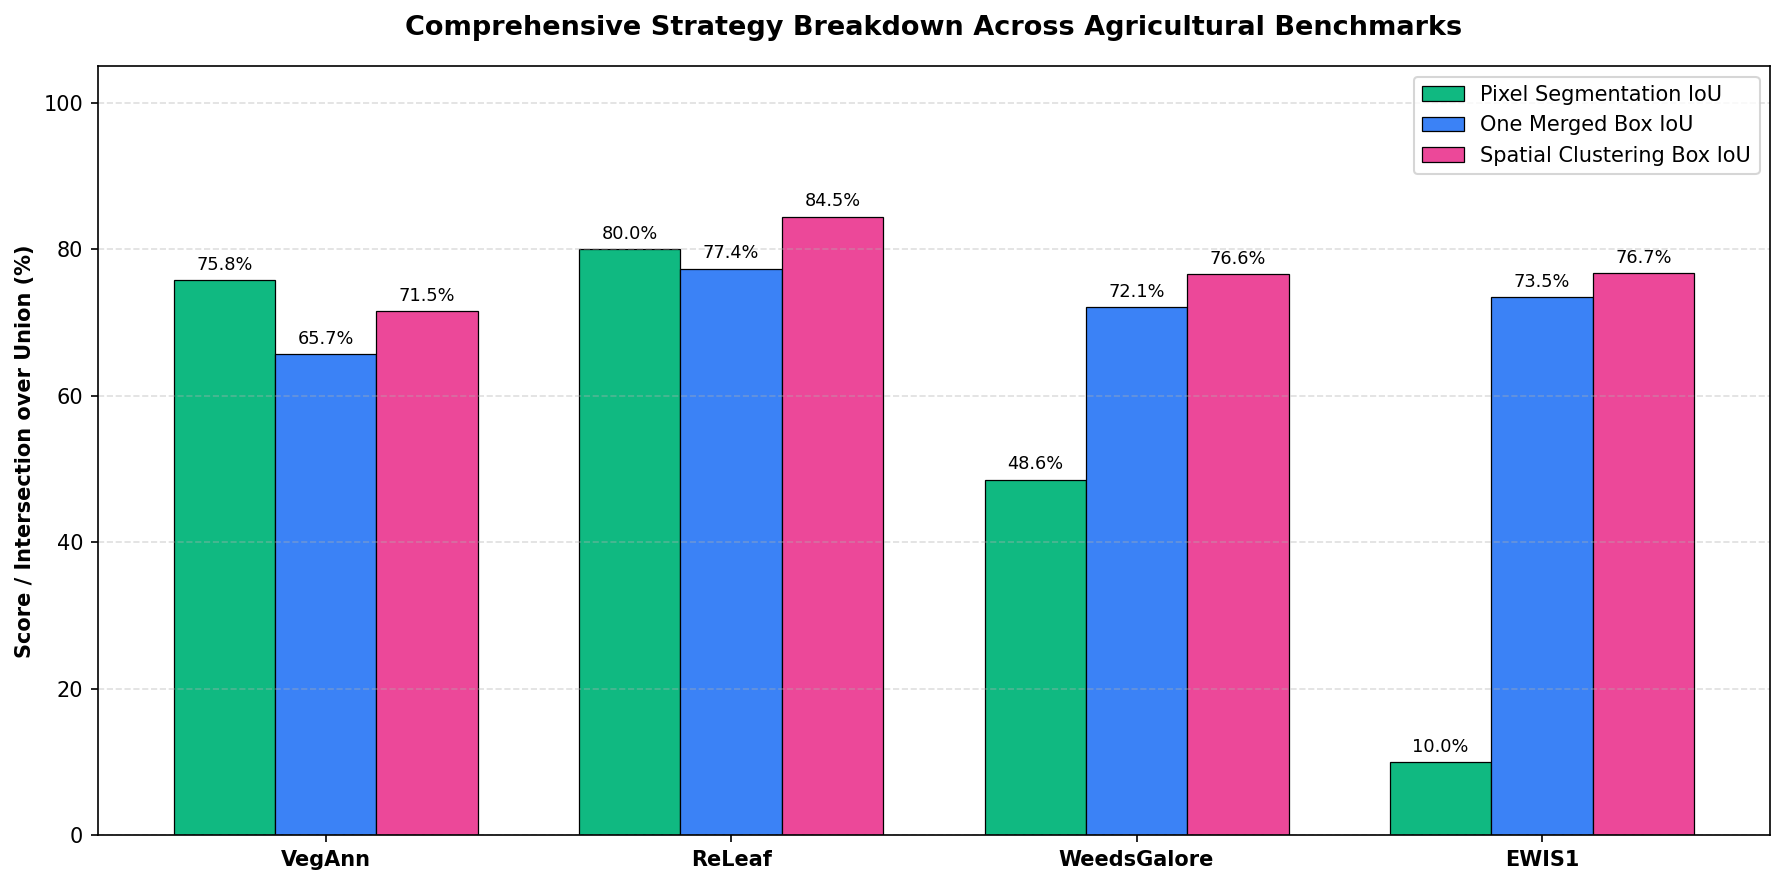 Comprehensive Strategy Breakdown Across Agricultural Benchmarks
Score / Intersection over Union (%)
100
80
60
40
20
0
Pixel Segmentation IoU
One Merged Box IoU
Spatial Clustering Box IoU
75.8%
65.7%
71.5%
80.0%
77.4%
84.5%
48.6%
72.1%
76.6%
10.0%
73.5%
76.7%
VegAnn
ReLeaf
WeedsGalore
EWIS1